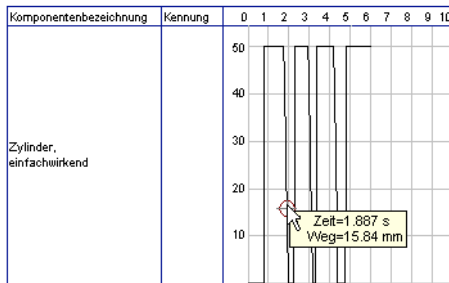 Komponentenbezeichnung Kennung 0 1 2 3 4 5 6 7 8 9 10
50
40
30
20
10
Zylinder,
einfachwirkend
Zeit=1.887 s
Weg=15.84 mm